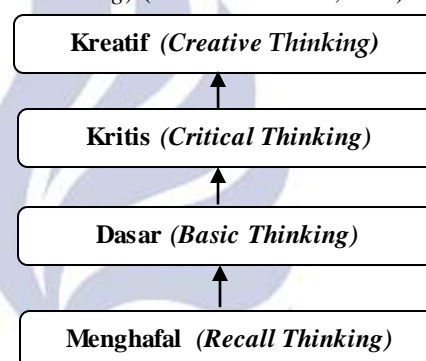 Kreatif (Creative Thinking)
Kritis (Critical Thinking)
Dasar (Basic Thinking)
Menghafal (Recall Thinking)